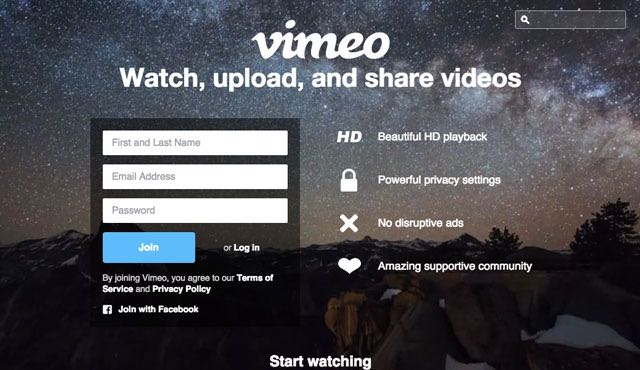 vimeo
Watch, upload, and share videos
First and Last Name
Email Address
Password
Join
or Log In
By joining Vimeo, you agree to our Terms of
Service and Privacy Policy
Join with Facebook
HD Beautiful HD playback
Powerful privacy settings
No disruptive ads
Amazing supportive community
Start watching